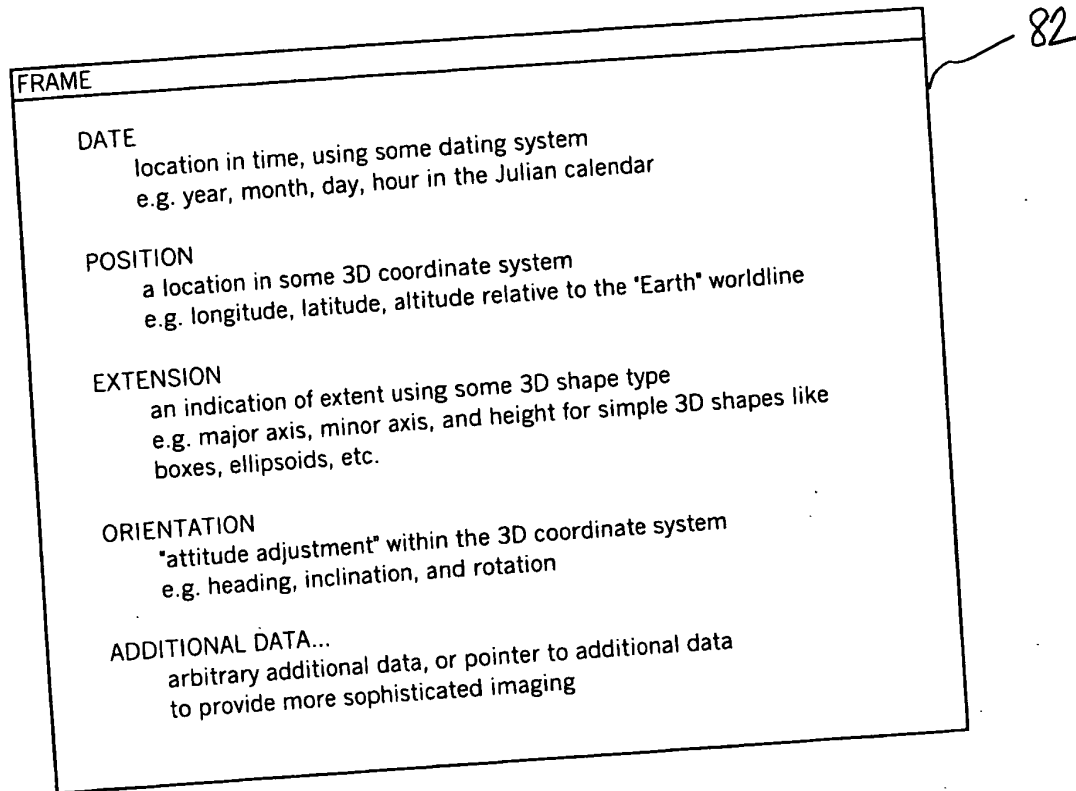 82
FRAME
DATE
location in time, using some dating system
e.g. year, month, day, hour in the Julian calendar
POSITION
a location in some 3D coordinate system
e.g. longitude, latitude, altitude relative to the "Earth" worldline
EXTENSION
an indication of extent using some 3D shape type
e.g. major axis, minor axis, and height for simple 3D shapes like
boxes, ellipsoids, etc.
ORIENTATION
"attitude adjustment" within the 3D coordinate system
e.g. heading, inclination, and rotation
ADDITIONAL DATA...
arbitrary additional data, or pointer to additional data
to provide more sophisticated imaging